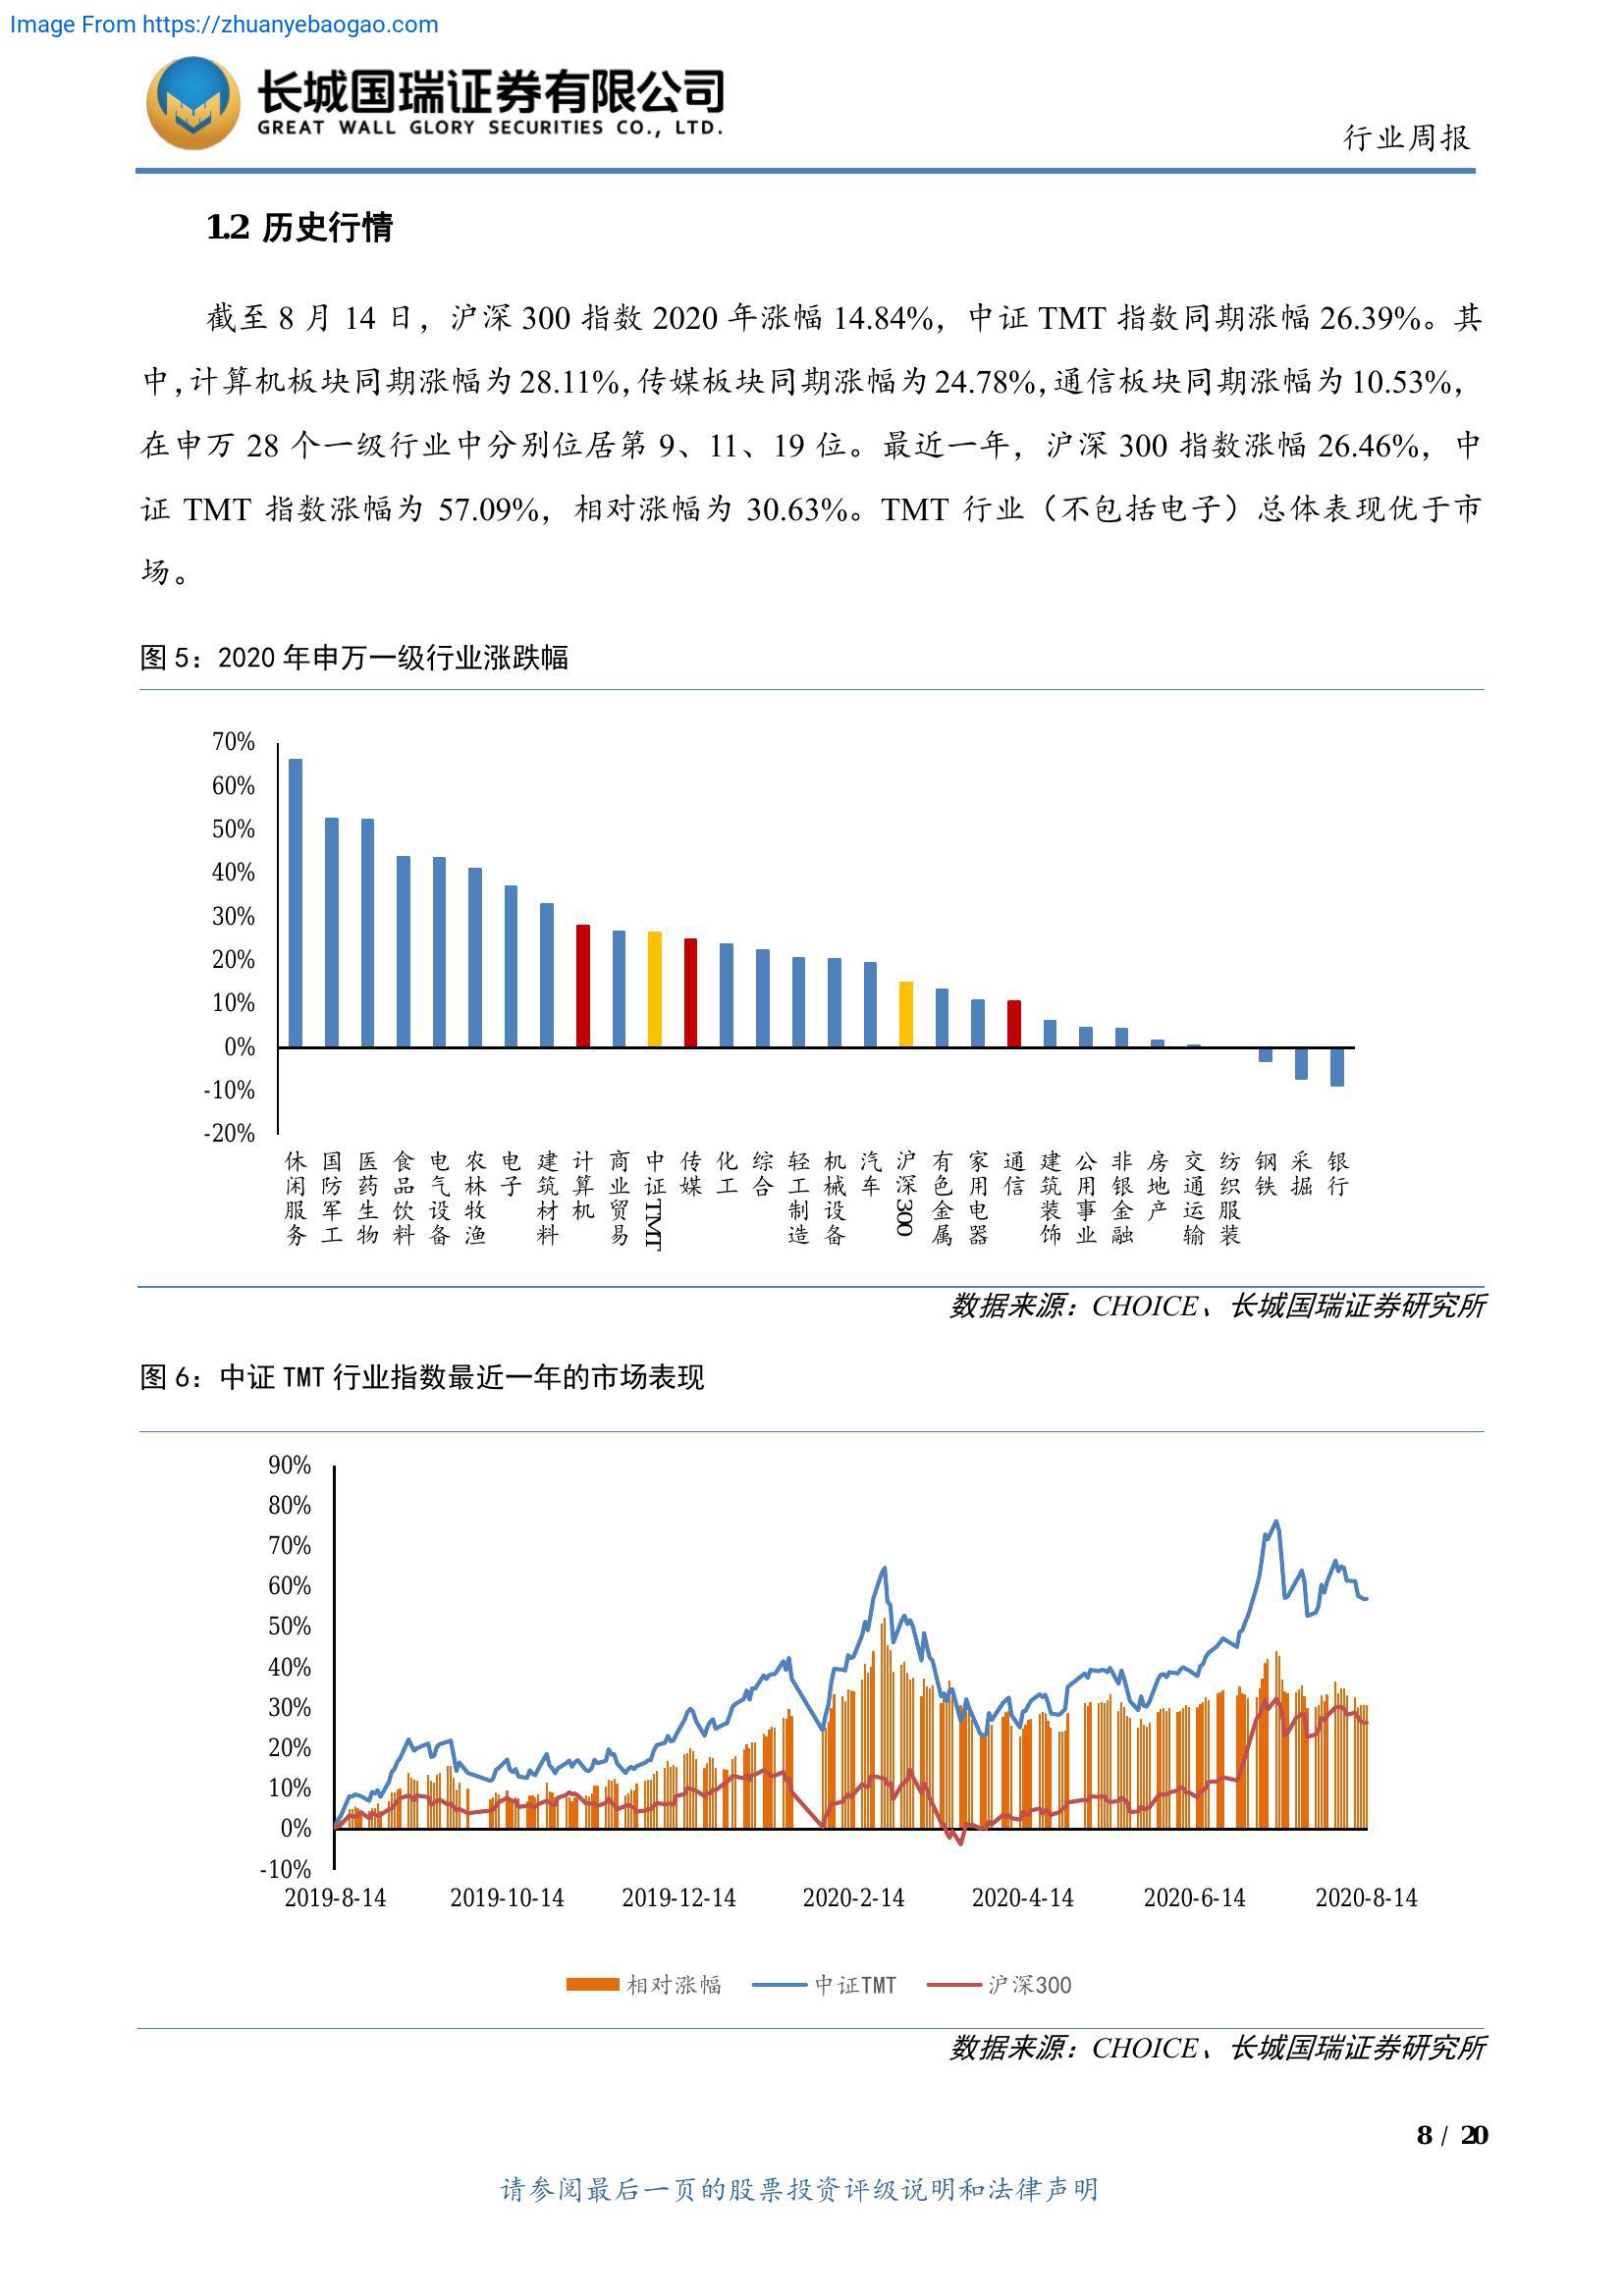 Image From https://zhuanyebaogao.com
长城国瑞证券有限公司
GREAT WALL GLORY SECURITIES CO., LTD.
行业周报
1.2 历史行情
截至 8 月 14 日，沪深 300 指数 2020 年涨幅 14.84%，中证 TMT 指数同期涨幅 26.39%。其
中,计算机板块同期涨幅为 28.11%,传媒板块同期涨幅为 24.78%,通信板块同期涨幅为 10.53%，
在申万 28 个一级行业中分别位居第 9、11、19 位。最近一年，沪深 300 指数涨幅 26.46%，中
证 TMT 指数涨幅为 57.09%，相对涨幅为 30.63%。TMT 行业（不包括电子）总体表现优于市
场。
图 5：2020 年申万一级行业涨跌幅
70%
60%
50%
40%
30%
20%
10%
0%
-10%
-20%
休闲服务
国防军工
医药生物
食品饮料
电气设备
农林牧渔
电子
建筑材料
计算机
商业贸易
中证TMT
传媒
化工
综合
轻工制造
机械设备
汽车
沪深300
有色金属
家用电器
通信
建筑装饰
公用事业
非银金融
房地产
交通运输
纺织服装
钢铁
采掘
银行
数据来源：CHOICE、长城国瑞证券研究所
图 6：中证 TMT 行业指数最近一年的市场表现
90%
80%
70%
60%
50%
40%
30%
20%
10%
0%
-10%
2019-8-14 2019-10-14 2019-12-14 2020-2-14 2020-4-14 2020-6-14 2020-8-14
相对涨幅 中证TMT 沪深300
数据来源：CHOICE、长城国瑞证券研究所
8 / 20
请参阅最后一页的股票投资评级说明和法律声明